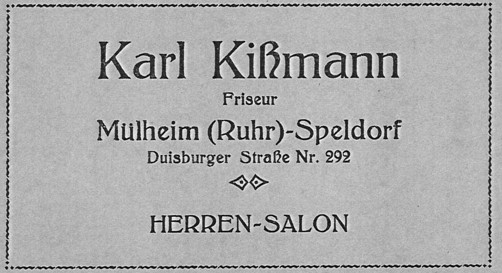 Karl Kißmann
Friseur
Mülheim (Ruhr)-Speldorf
Duisburger Straße Nr. 292
HERREN-SALON